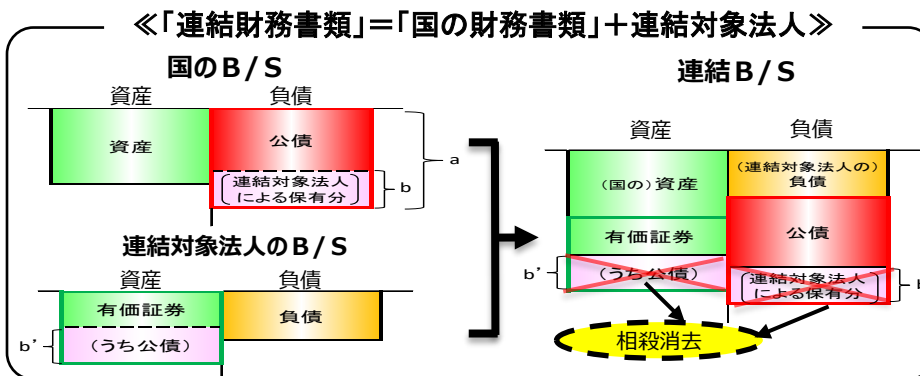 ≪「連結財務書類」＝「国の財務書類」＋連結対象法人≫
国のＢ/Ｓ
資産 負債
資産
公債
連結対象法人
による保有分
a
b
連結対象法人のＢ/Ｓ
資産 負債
有価証券
(うち公債)
負債
b'
連結Ｂ/Ｓ
資産 負債
(国の)資産
(連結対象法人の)
負債
有価証券
公債
(うち公債)
連結対象法人
による保有分
b'
b
相殺消去